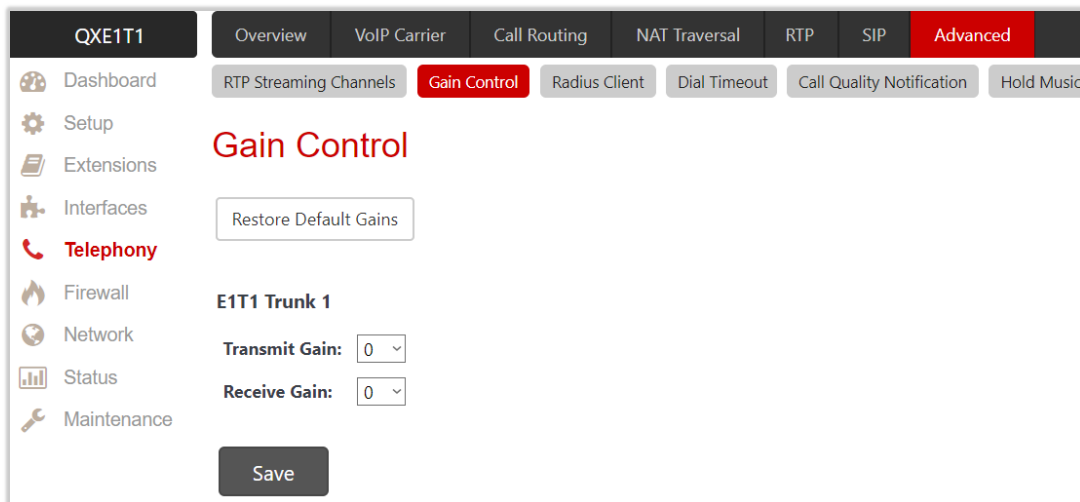 QXE1T1
Overview VoIP Carrier Call Routing NAT Traversal RTP SIP Advanced
RTP Streaming Channels Gain Control Radius Client Dial Timeout Call Quality Notification Hold Music
Dashboard
Setup
Extensions
Interfaces
Telephony
Firewall
Network
Status
Maintenance
Gain Control
Restore Default Gains
E1T1 Trunk 1
Transmit Gain: 0
Receive Gain: 0
Save